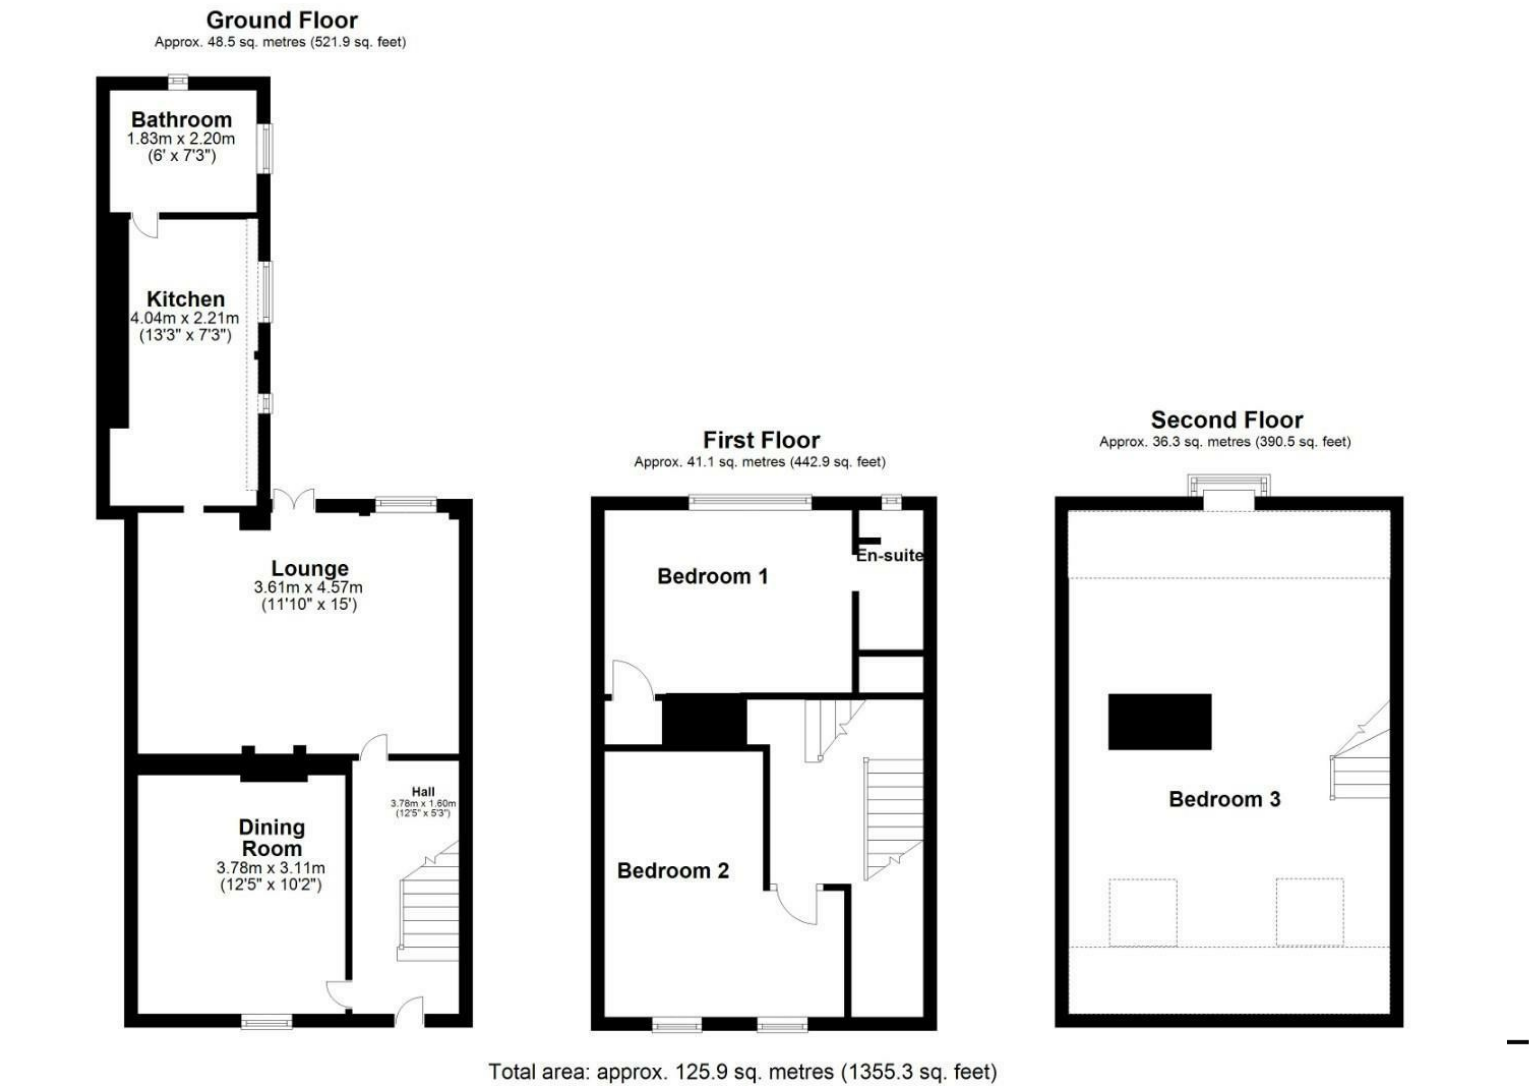 Ground Floor
Approx. 48.5 sq. metres (521.9 sq. feet)
Bathroom
1.83m x 2.20m
(6' x 7'3")
Kitchen
4.04m x 2.21m
(13'3" x 7'3")
Lounge
3.61m x 4.57m
(11'10" x 15')
Hall
3.78m x 1.60m
(12'5" x 5'3")
Dining
Room
3.78m x 3.11m
(12'5" x 10'2")
First Floor
Approx. 41.1 sq. metres (442.9 sq. feet)
En-suite
Bedroom 1
Bedroom 2
Second Floor
Approx. 36.3 sq. metres (390.5 sq. feet)
Bedroom 3
Total area: approx. 125.9 sq. metres (1355.3 sq. feet)